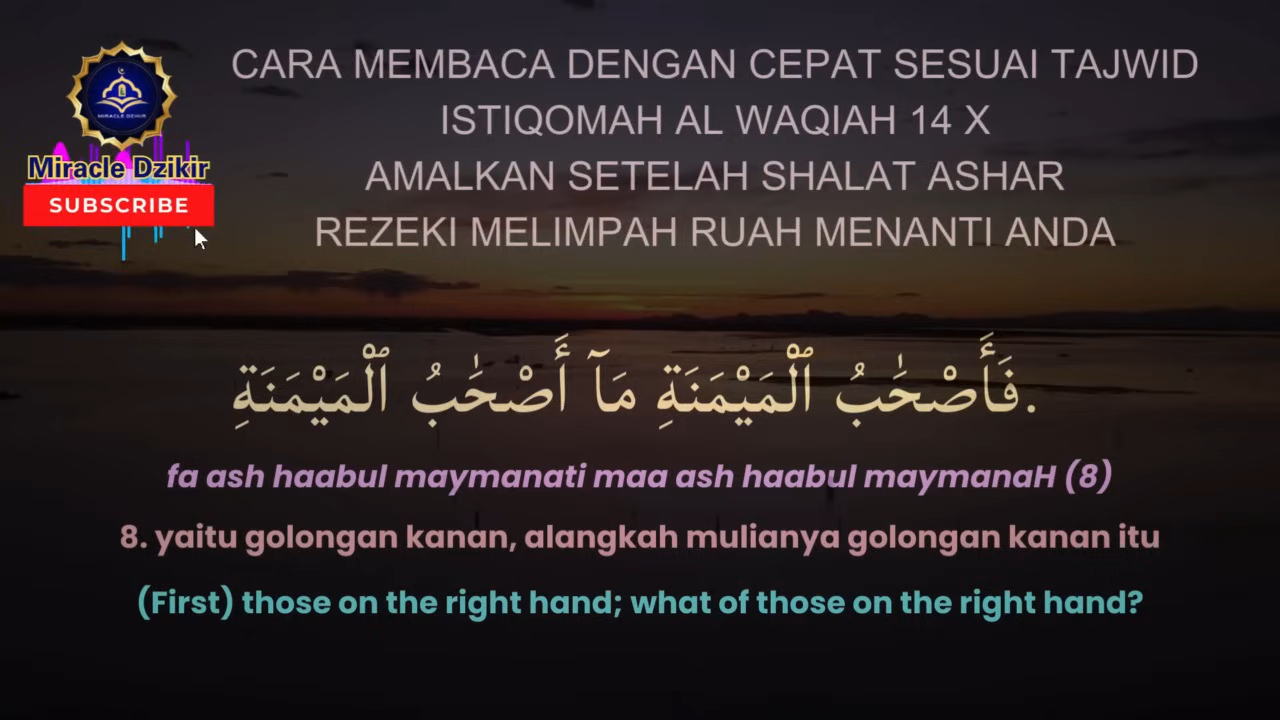 CARA MEMBACA DENGAN CEPAT SESUAI TAJWID
ISTIQOMAH AL WAQIAH 14 X
AMALKAN SETELAH SHALAT ASHAR
REZEKI MELIMPAH RUAH MENANTI ANDA
MIRACLE DZIKIR
Miracle Dzikir
SUBSCRIBE
فَأَصْحَٰبُ ٱلْمَيْمَنَةِ مَآ أَصْحَٰبُ ٱلْمَيْمَنَةِ.
fa ash haabul maymanati maa ash haabul maymanaH (8)
8. yaitu golongan kanan, alangkah mulianya golongan kanan itu
(First) those on the right hand; what of those on the right hand?